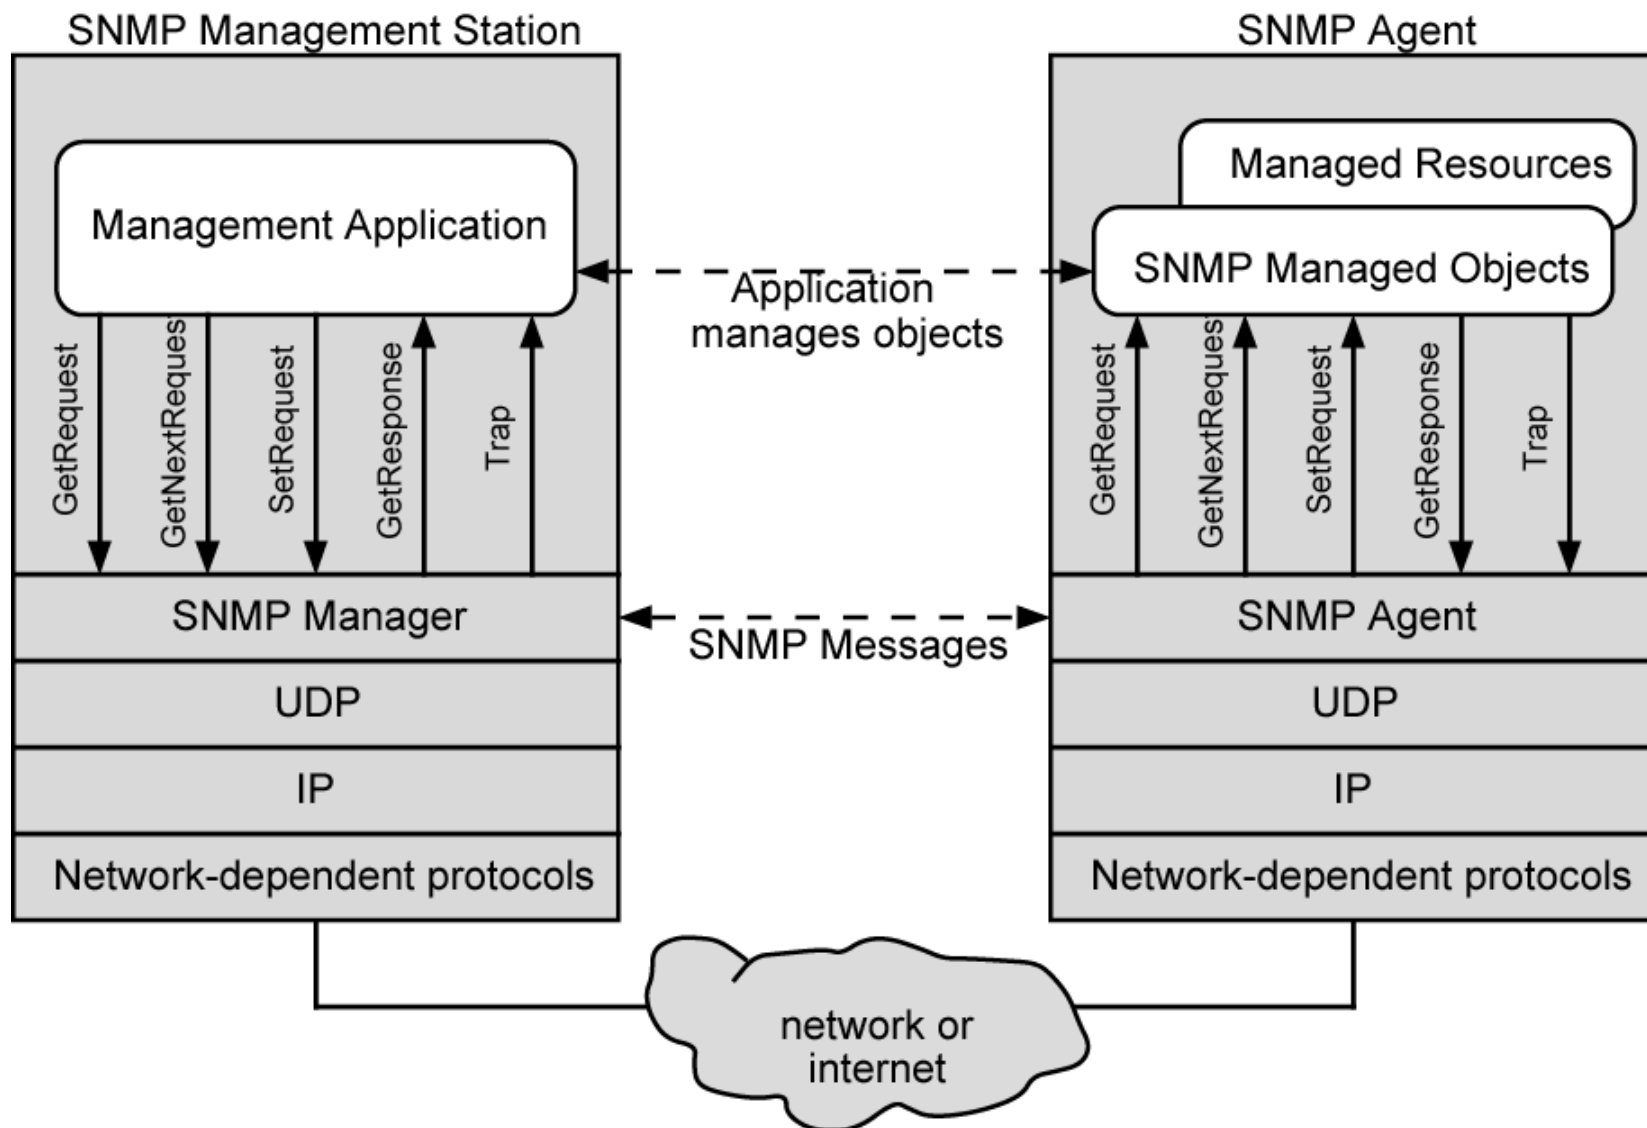 SNMP Management Station
SNMP Agent
Management Application
Managed Resources
SNMP Managed Objects
Application
manages objects
GetRequest
GetNextRequest
SetRequest
GetResponse
Trap
GetRequest
GetNextRequest
SetRequest
GetResponse
Trap
SNMP Manager
SNMP Messages
SNMP Agent
UDP
UDP
IP
IP
Network-dependent protocols
Network-dependent protocols
network or
internet